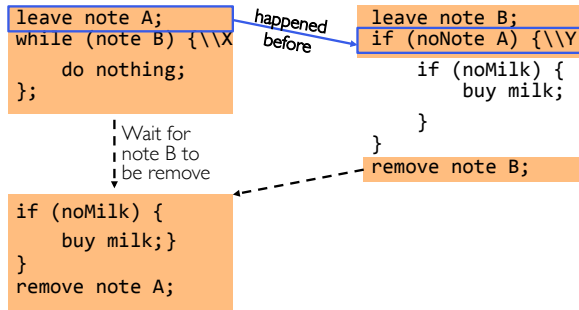 leave note A;
while (note B) {\\X
do nothing;
};
happened
before
leave note B;
if (noNote A) {\\Y
if (noMilk) {
buy milk;
}
}
remove note B;
Wait for
note B to
be remove
if (noMilk) {
buy milk;}
}
remove note A;